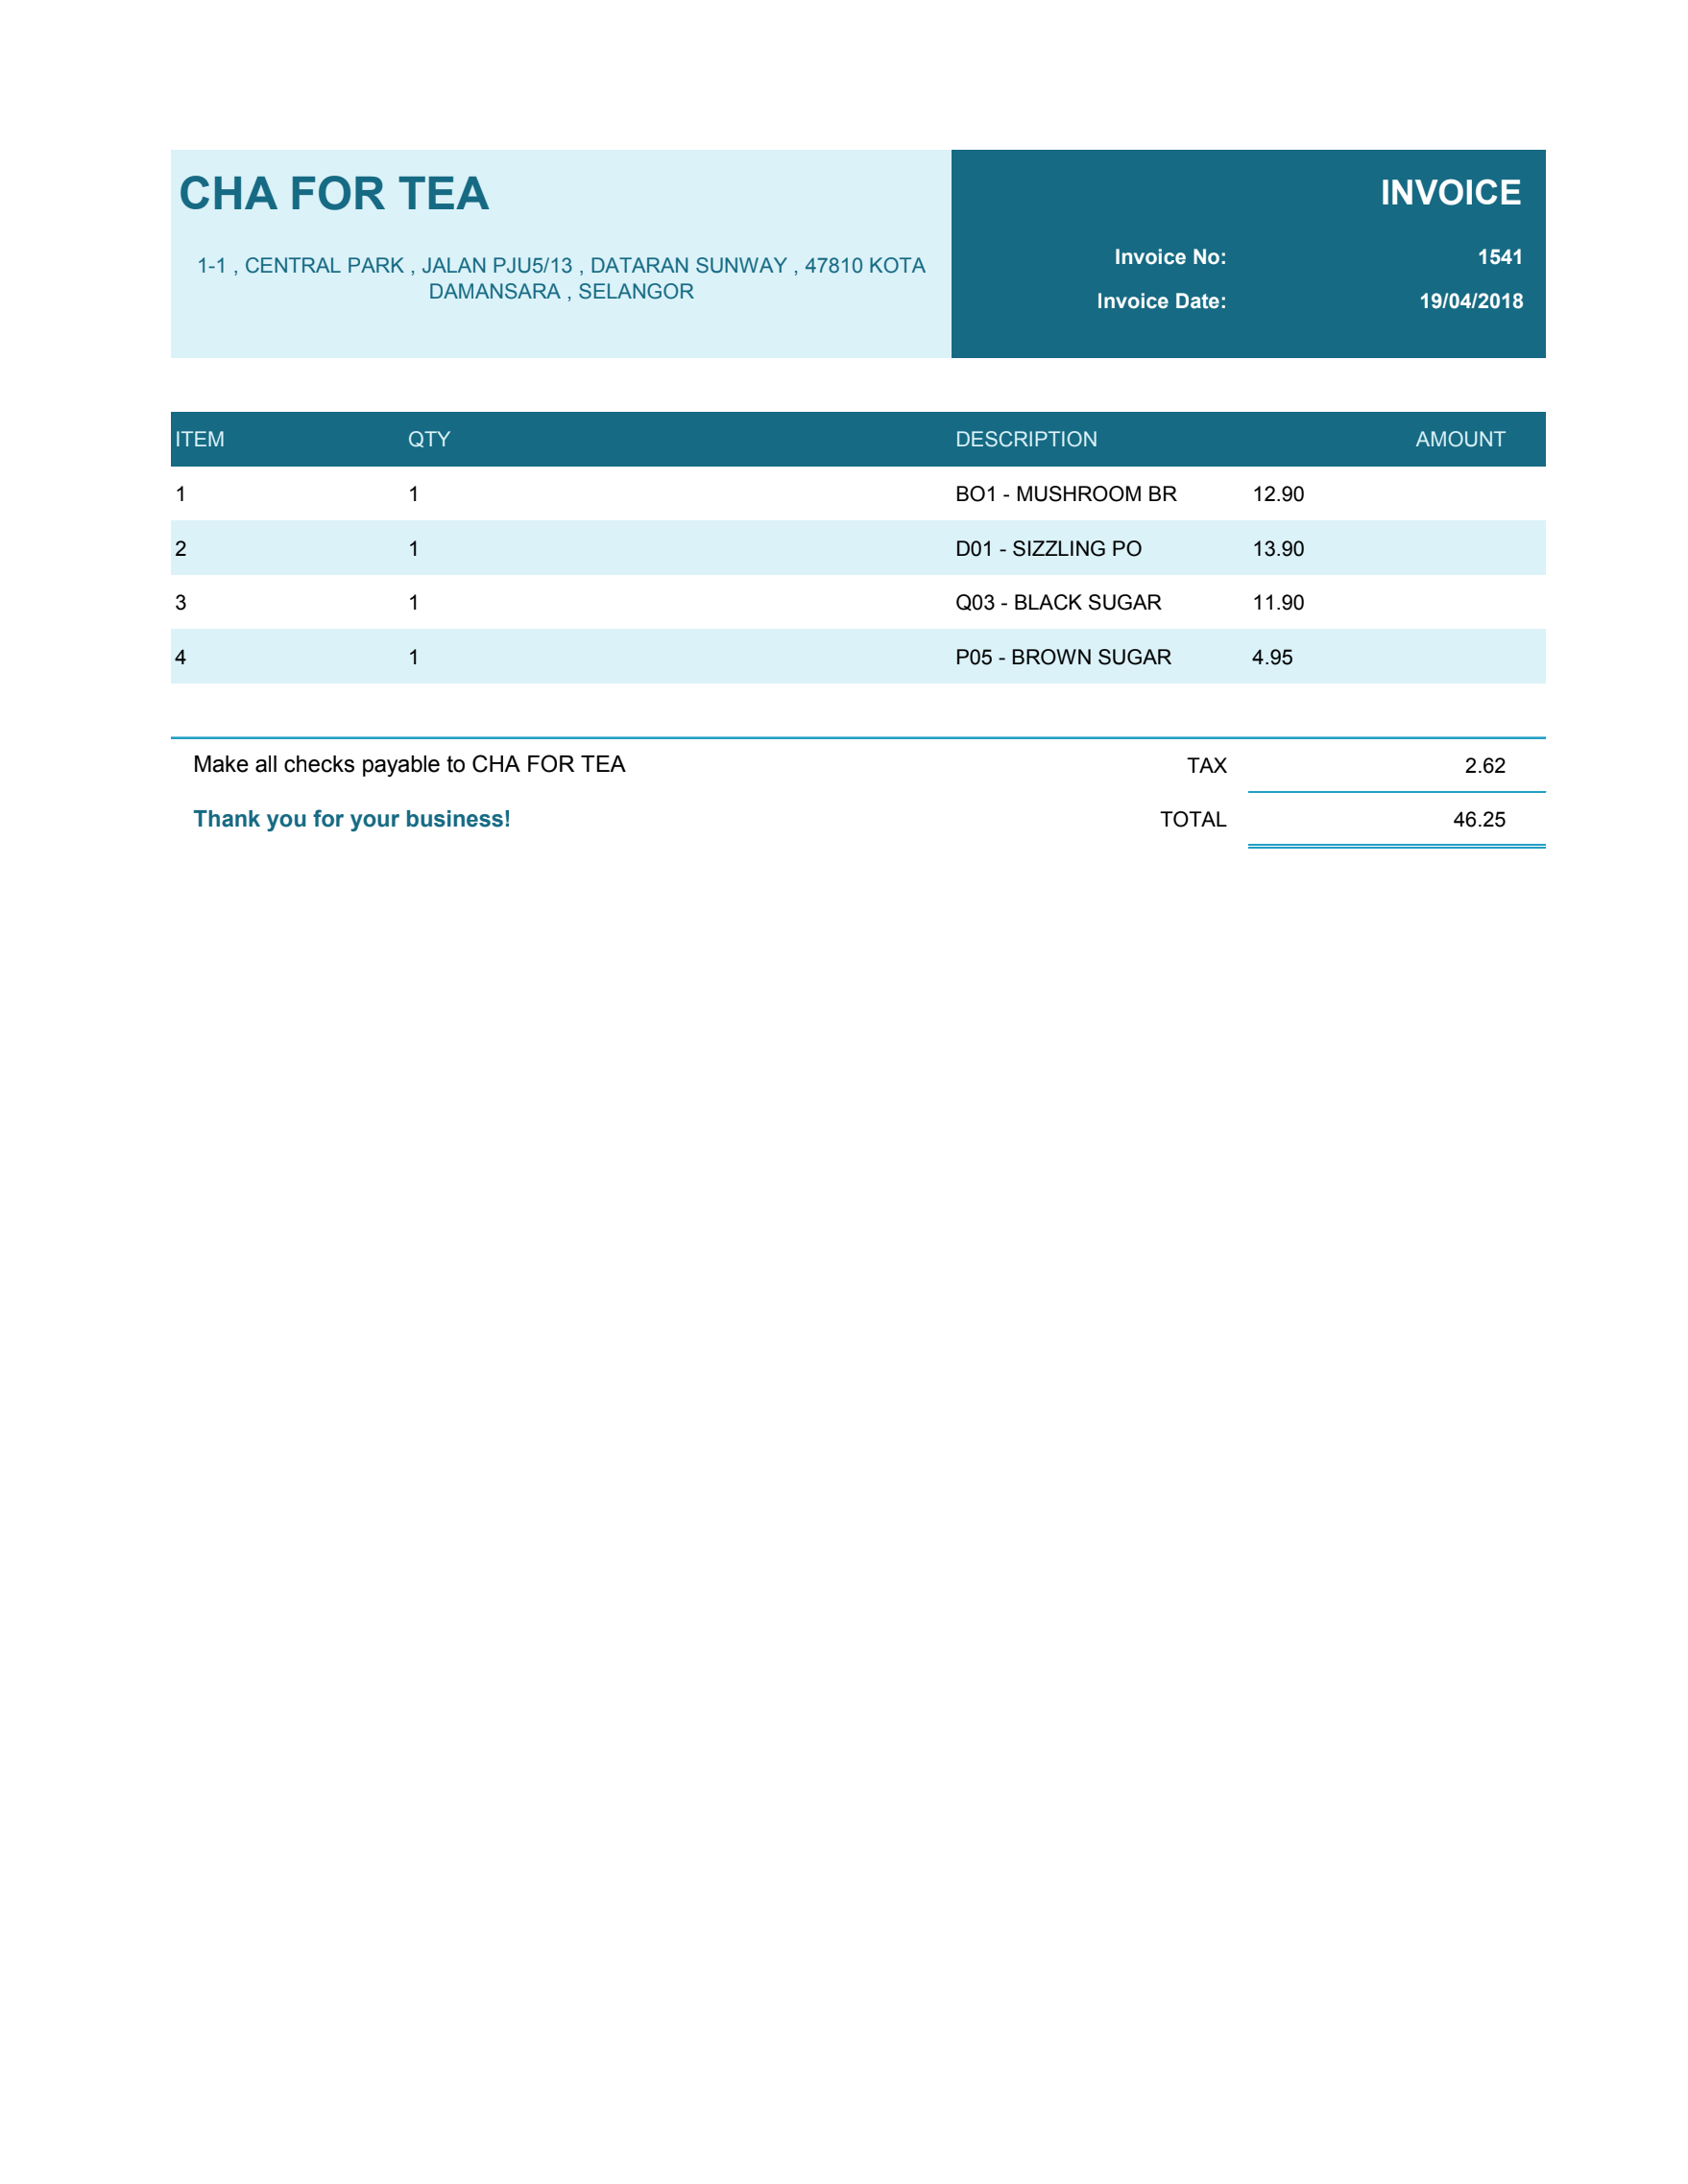 CHA FOR TEA
INVOICE
1-1 , CENTRAL PARK , JALAN PJU5/13 , DATARAN SUNWAY , 47810 KOTA
DAMANSARA , SELANGOR
Invoice No: 1541
Invoice Date: 19/04/2018
ITEM QTY DESCRIPTION AMOUNT
1 1 BO1 - MUSHROOM BR 12.90
2 1 D01 - SIZZLING PO 13.90
3 1 Q03 - BLACK SUGAR 11.90
4 1 P05 - BROWN SUGAR 4.95
Make all checks payable to CHA FOR TEA TAX 2.62
Thank you for your business! TOTAL 46.25